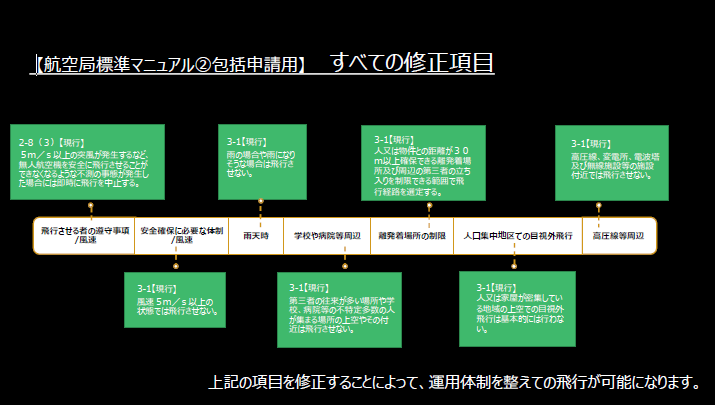 【航空局標準マニュアル②包括申請用】 すべての修正項目
2-8（3）【現行】
５ｍ／ｓ以上の突風が発生するなど、
無人航空機を安全に飛行させることが
できなくなるような不測の事態が発生し
た場合には即時に飛行を中止する。
3-1【現行】
雨の場合や雨になり
そうな場合は飛行さ
せない。
3-1【現行】
人又は物件との距離が３０
ｍ以上確保できる離発着場
所及び周辺の第三者の立ち
入りを制限できる範囲で飛
行経路を選定する。
3-1【現行】
高圧線、変電所、電波塔
及び無線施設等の施設
付近では飛行させない。
飛行させる者の遵守事項
/風速
安全確保に必要な体制
/風速
雨天時
学校や病院等周辺
離発着場所の制限
人口集中地区での目視外飛行
高圧線等周辺
3-1【現行】
風速５ｍ／ｓ以上の
状態では飛行させない。
3-1【現行】
第三者の往来が多い場所や学
校、病院等の不特定多数の人
が集まる場所の上空やその付
近は飛行させない。
3-1【現行】
人又は家屋が密集してい
る地域の上空での目視外
飛行は基本的には行わな
い。
上記の項目を修正することによって、運用体制を整えての飛行が可能になります。